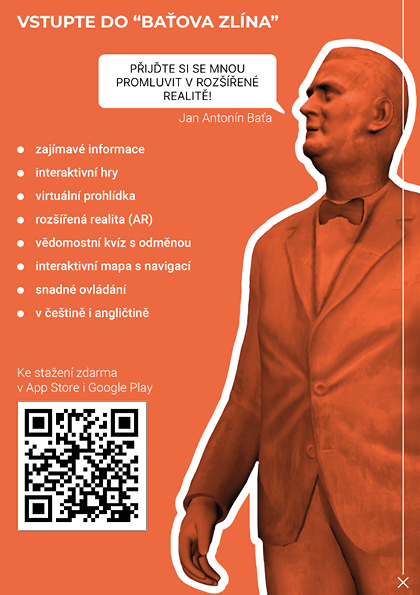 VSTUPTE DO “BAŤOVA ZLÍNA”
PŘIJĎTE SI SE MNOU
PROMLUVIT V ROZŠÍŘENÉ
REALITĚ!
Jan Antonín Baťa
zajímavé informace
interaktivní hry
virtuální prohlídka
rozšířená realita (AR)
vědomostní kvíz s odměnou
interaktivní mapa s navigací
snadné ovládání
v češtině i angličtině
Ke stažení zdarma
v App Store i Google Play